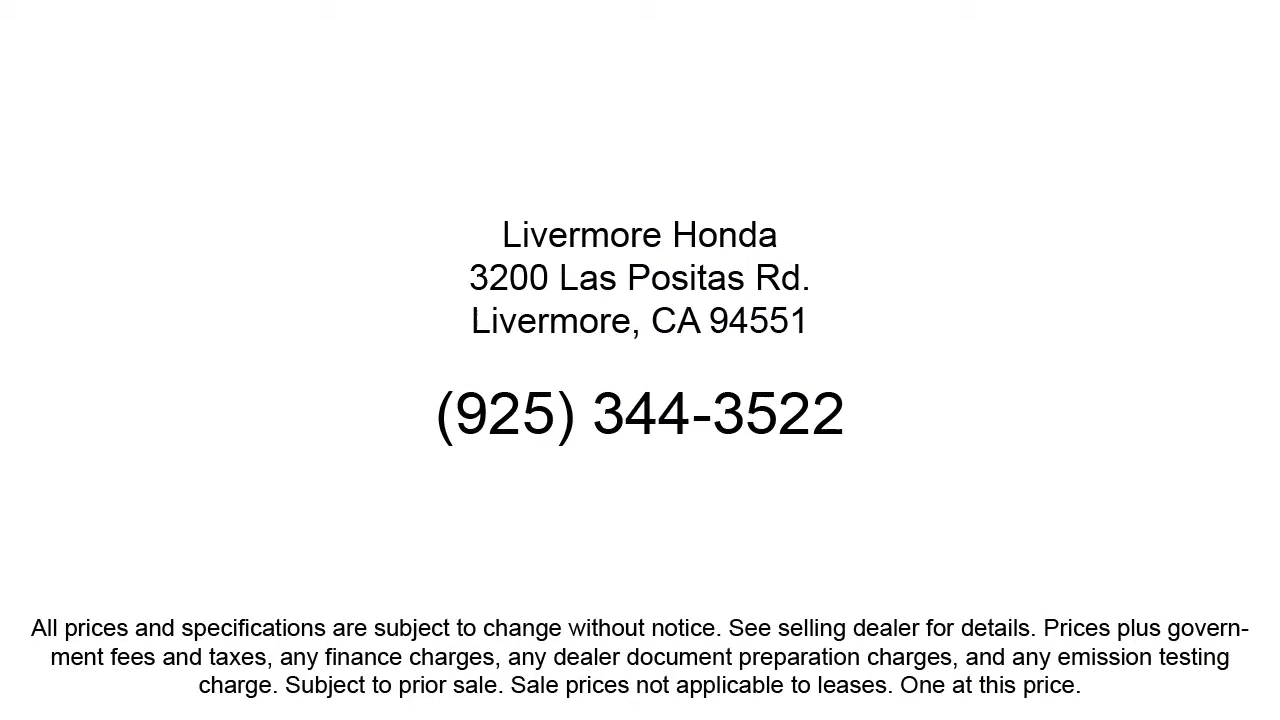 Livermore Honda
3200 Las Positas Rd.
Livermore, CA 94551
(925) 344-3522
All prices and specifications are subject to change without notice. See selling dealer for details. Prices plus govern-
ment fees and taxes, any finance charges, any dealer document preparation charges, and any emission testing
charge. Subject to prior sale. Sale prices not applicable to leases. One at this price.